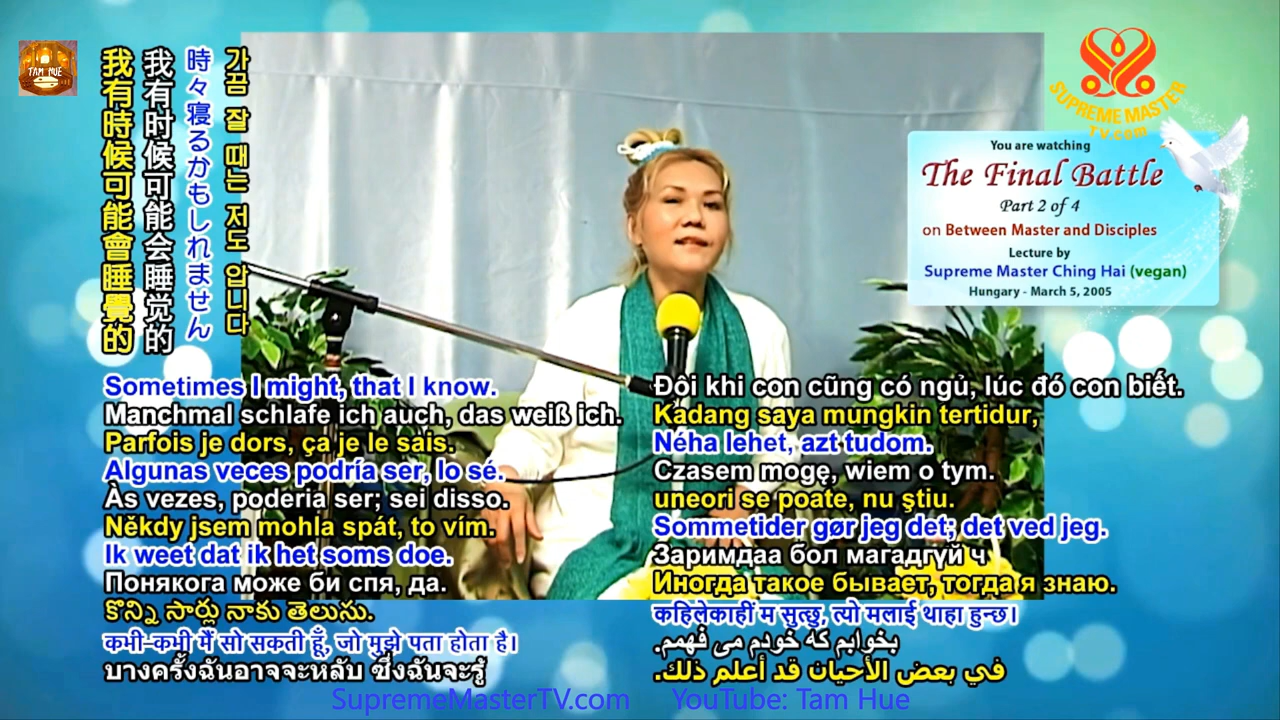 TAM HUE
我有時候可能會睡覺的
我有时候可能会睡觉的
時々寝るかもしれません
가끔 잘 때는 저도 압니다
SUPREME MASTER
TV.com
You are watching
The Final Battle
Part 2 of 4
on Between Master and Disciples
Lecture by
Supreme Master Ching Hai (vegan)
Hungary - March 5, 2005
Sometimes I might, that I know.
Manchmal schlafe ich auch, das weiß ich.
Parfois je dors, ça je le sais.
Algunas veces podría ser, lo sé.
Às vezes, poderia ser; sei disso.
Někdy jsem mohla spát, to vím.
Ik weet dat ik het soms doe.
Понякога може би спя, да.
కొన్ని సార్లు నాకు తెలుసు.
कभी-कभी मैं सो सकती हूँ, जो मुझे पता होता है।
บางครั้งฉันอาจจะหลับ ซึ่งฉันจะรู้
Đôi khi con cũng có ngủ, lúc đó con biết.
Kadang saya mungkin tertidur,
Néha lehet, azt tudom.
Czasem mogę, wiem o tym.
uneori se poate, nu ştiu.
Sommetider gør jeg det; det ved jeg.
Заримдаа бол магадгүй ч
Иногда такое бывает, тогда я знаю.
कहिलेकाहीं म सुत्छु, त्यो मलाई थाहा हुन्छ।
بخوابم که خودم می فهمم.
في بعض الأحيان قد أعلم ذلك.
SupremeMasterTV.com
YouTube: Tam Hue